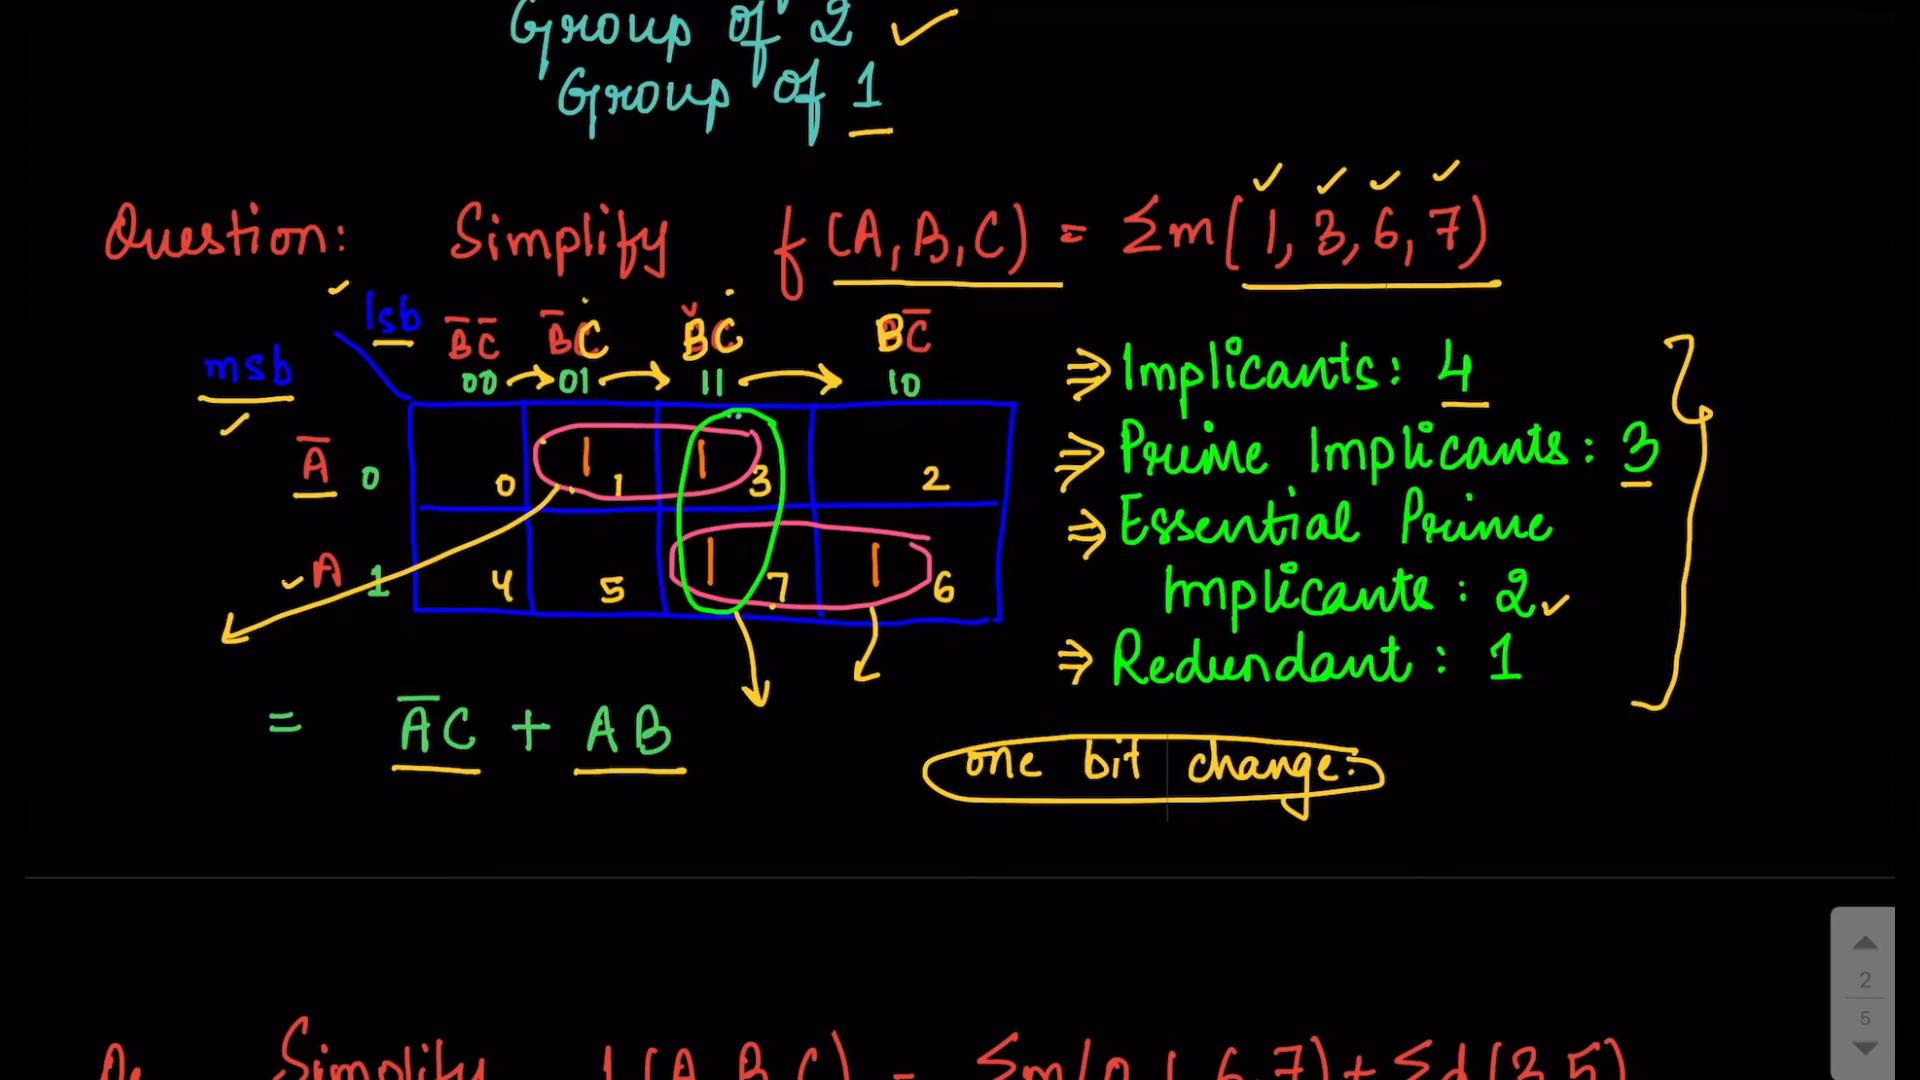 Group of 2 ✓
Group of 1
Question: Simplify f (A, B, C) = Σm(1, 3, 6, 7)
lsb B̅C̅ B̅C BC BC̅
msb 00 → 01 → 11 → 10
A̅ 0 1 0 1 1 3 2
A 1 4 5 1 7 1 6
⇒ Implicants: 4
⇒ Prime Implicants: 3
⇒ Essential Prime
Implicants: 2 ✓
⇒ Redundant: 1
= A̅C + AB
one bit change.
Simplify f(A, B, C) =
2
5